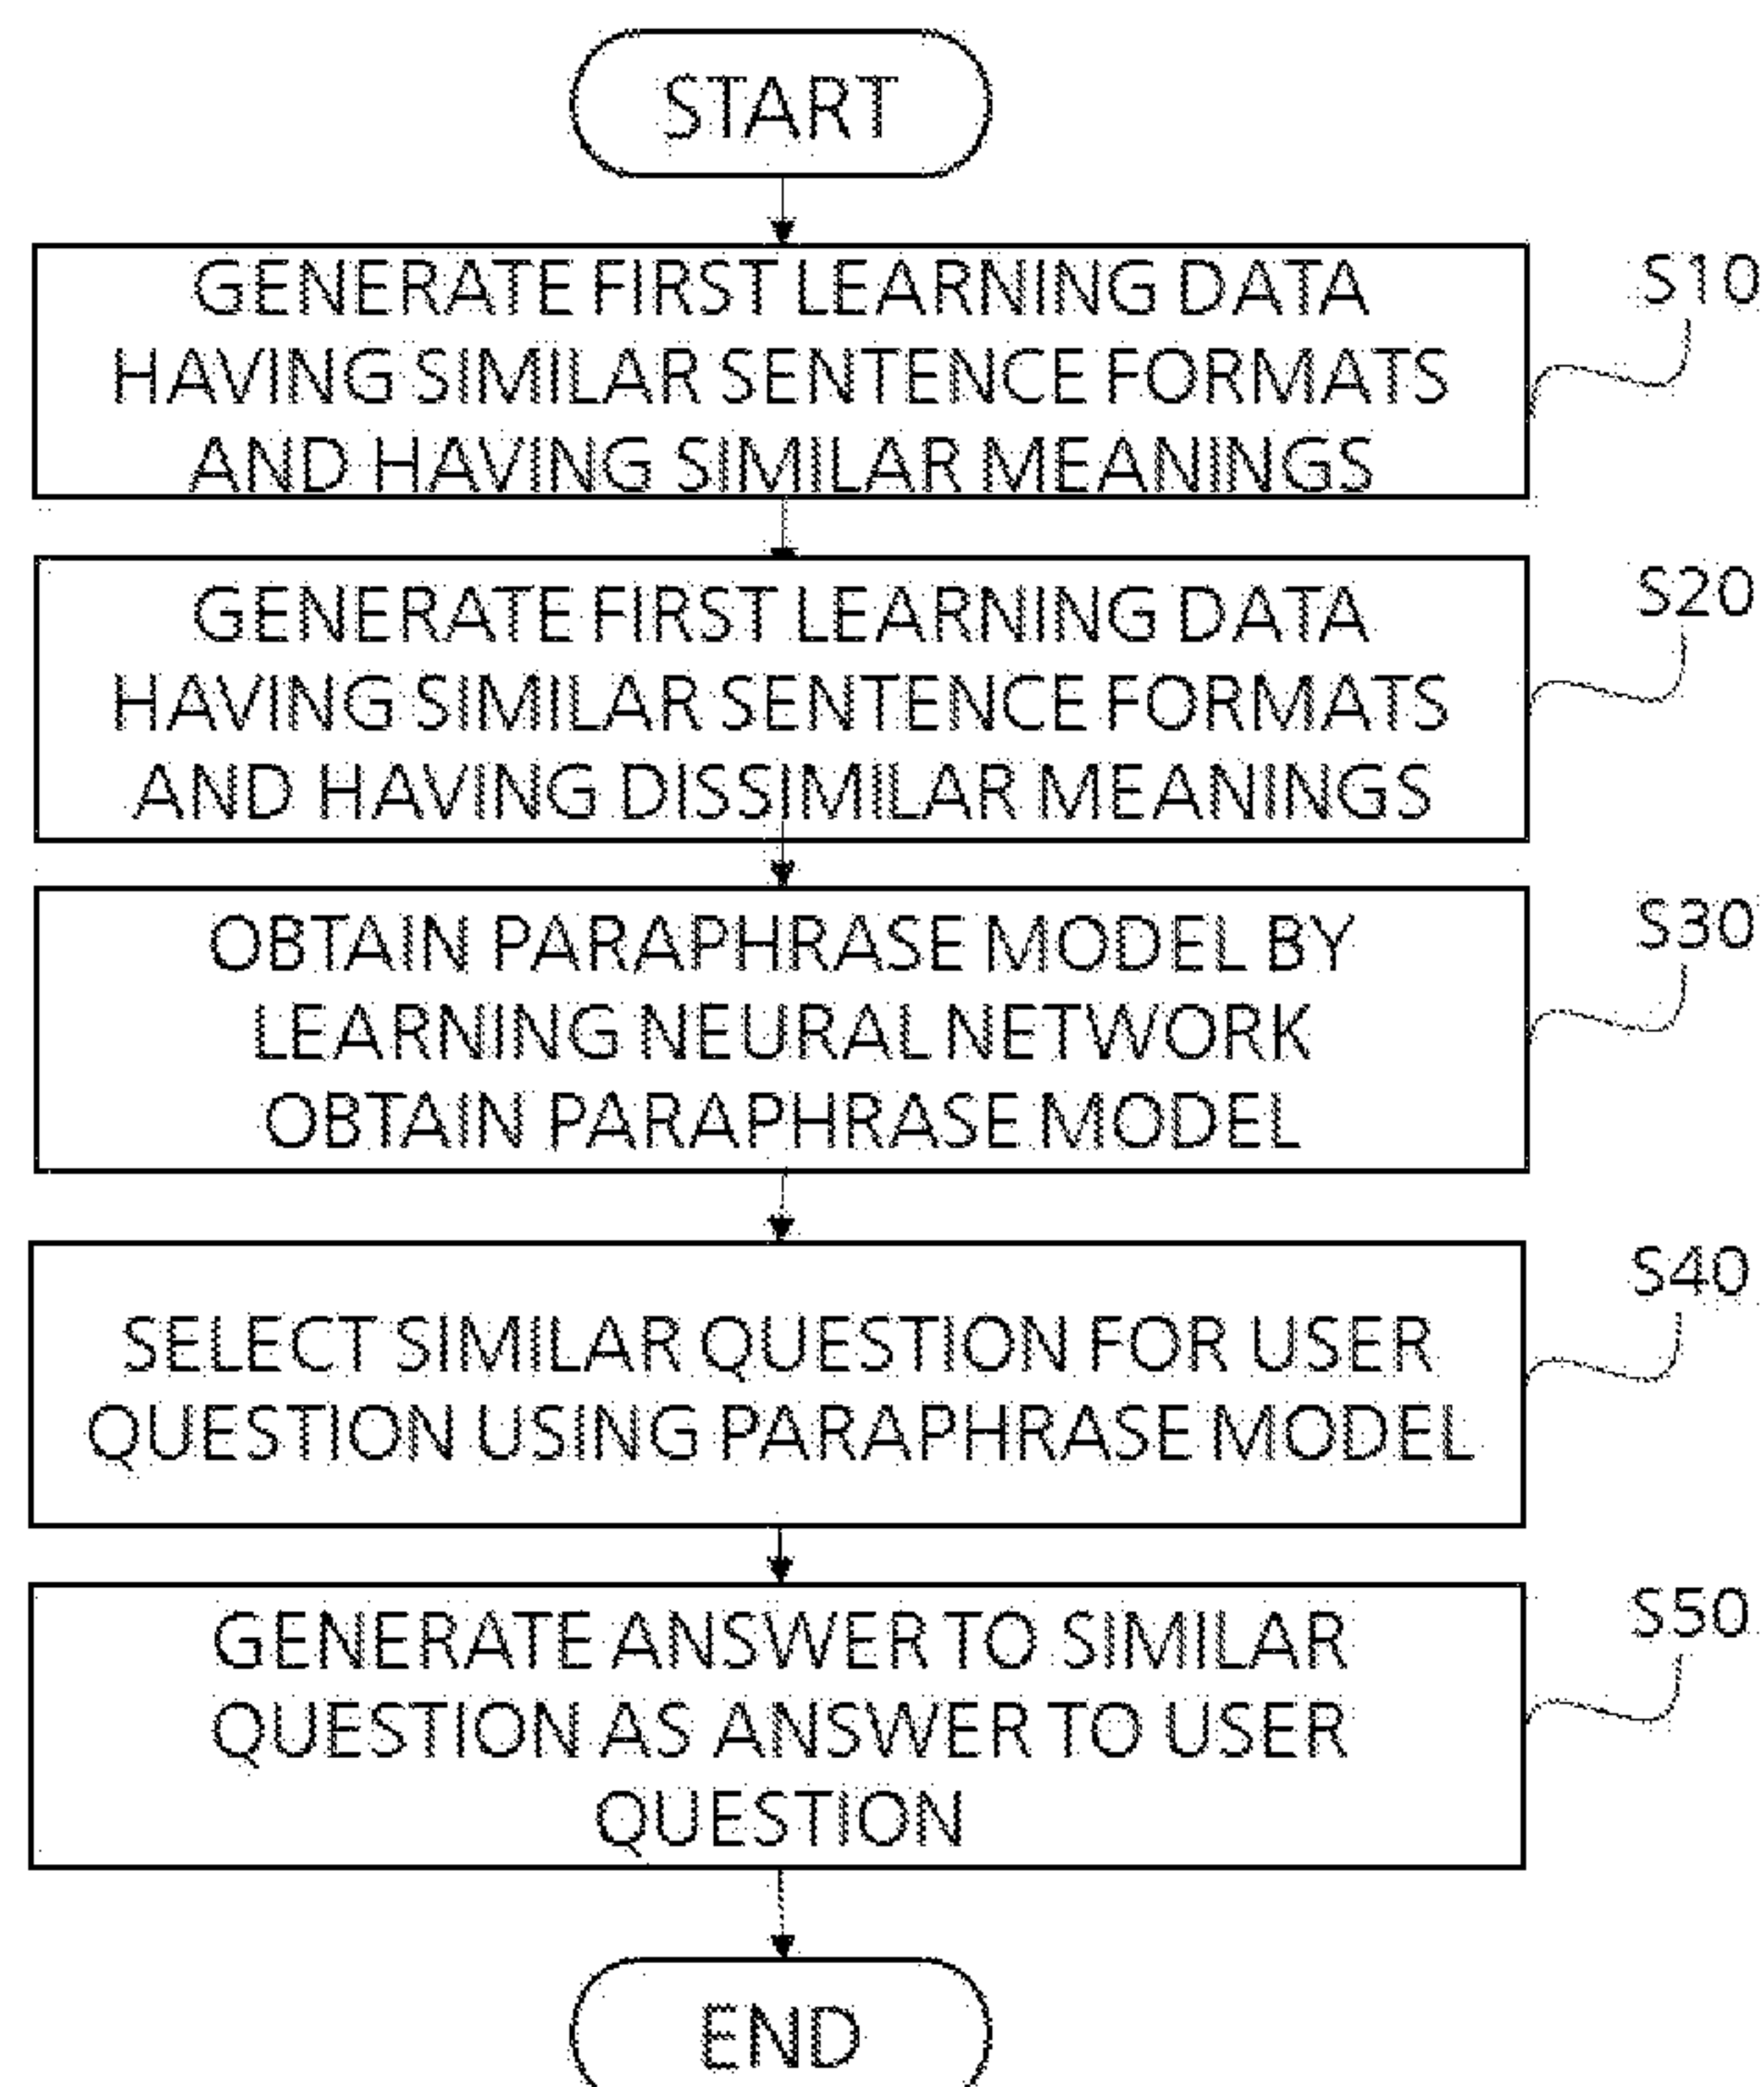 START
GENERATE FIRST LEARNING DATA
HAVING SIMILAR SENTENCE FORMATS
AND HAVING SIMILAR MEANINGS
S10
GENERATE FIRST LEARNING DATA
HAVING SIMILAR SENTENCE FORMATS
AND HAVING DISSIMILAR MEANINGS
S20
OBTAIN PARAPHRASE MODEL BY
LEARNING NEURAL NETWORK
OBTAIN PARAPHRASE MODEL
S30
SELECT SIMILAR QUESTION FOR USER
QUESTION USING PARAPHRASE MODEL
S40
GENERATE ANSWER TO SIMILAR
QUESTION AS ANSWER TO USER
QUESTION
S50
END